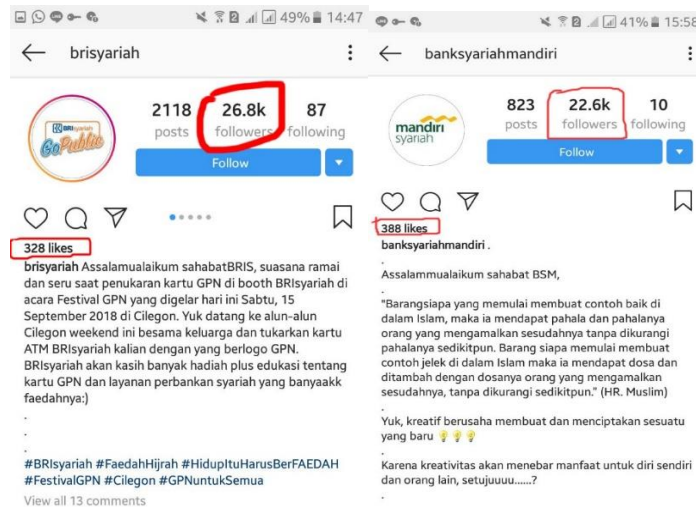 49% 14:47
brisyariah
BRIsyariah
Go Public
2118 26.8k 87
posts followers following
Follow
328 likes
brisyariah Assalamualaikum sahabatBRIS, suasana ramai
dan seru saat penukaran kartu GPN di booth BRIsyariah di
acara Festival GPN yang digelar hari ini Sabtu, 15
September 2018 di Cilegon. Yuk datang ke alun-alun
Cilegon weekend ini besama keluarga dan tukarkan kartu
ATM BRIsyariah kalian dengan yang berlogo GPN.
BRIsyariah akan kasih banyak hadiah plus edukasi tentang
kartu GPN dan layanan perbankan syariah yang banyaakk
faedahnya:)
.
.
.
#BRIsyariah #FaedahHijrah #HidupItuHarusBerFAEDAH
#FestivalGPN #Cilegon #GPNuntukSemua
View all 13 comments
41% 15:58
banksyariahmandiri
mandiri
syariah
823 22.6k 10
posts followers following
Follow
388 likes
banksyariahmandiri .
.
Assalammualaikum sahabat BSM,
.
"Barangsiapa yang memulai membuat contoh baik di
dalam Islam, maka ia mendapat pahala dan pahalanya
orang yang mengamalkan sesudahnya tanpa dikurangi
pahalanya sedikitpun. Barang siapa memulai membuat
contoh jelek di dalam Islam maka ia mendapat dosa dan
ditambah dengan dosanya orang yang mengamalkan
sesudahnya, tanpa dikurangi sedikitpun." (HR. Muslim)
.
Yuk, kreatif berusaha membuat dan menciptakan sesuatu
yang baru 💡💡💡
.
Karena kreativitas akan menebar manfaat untuk diri sendiri
dan orang lain, setujuuuu......?
.